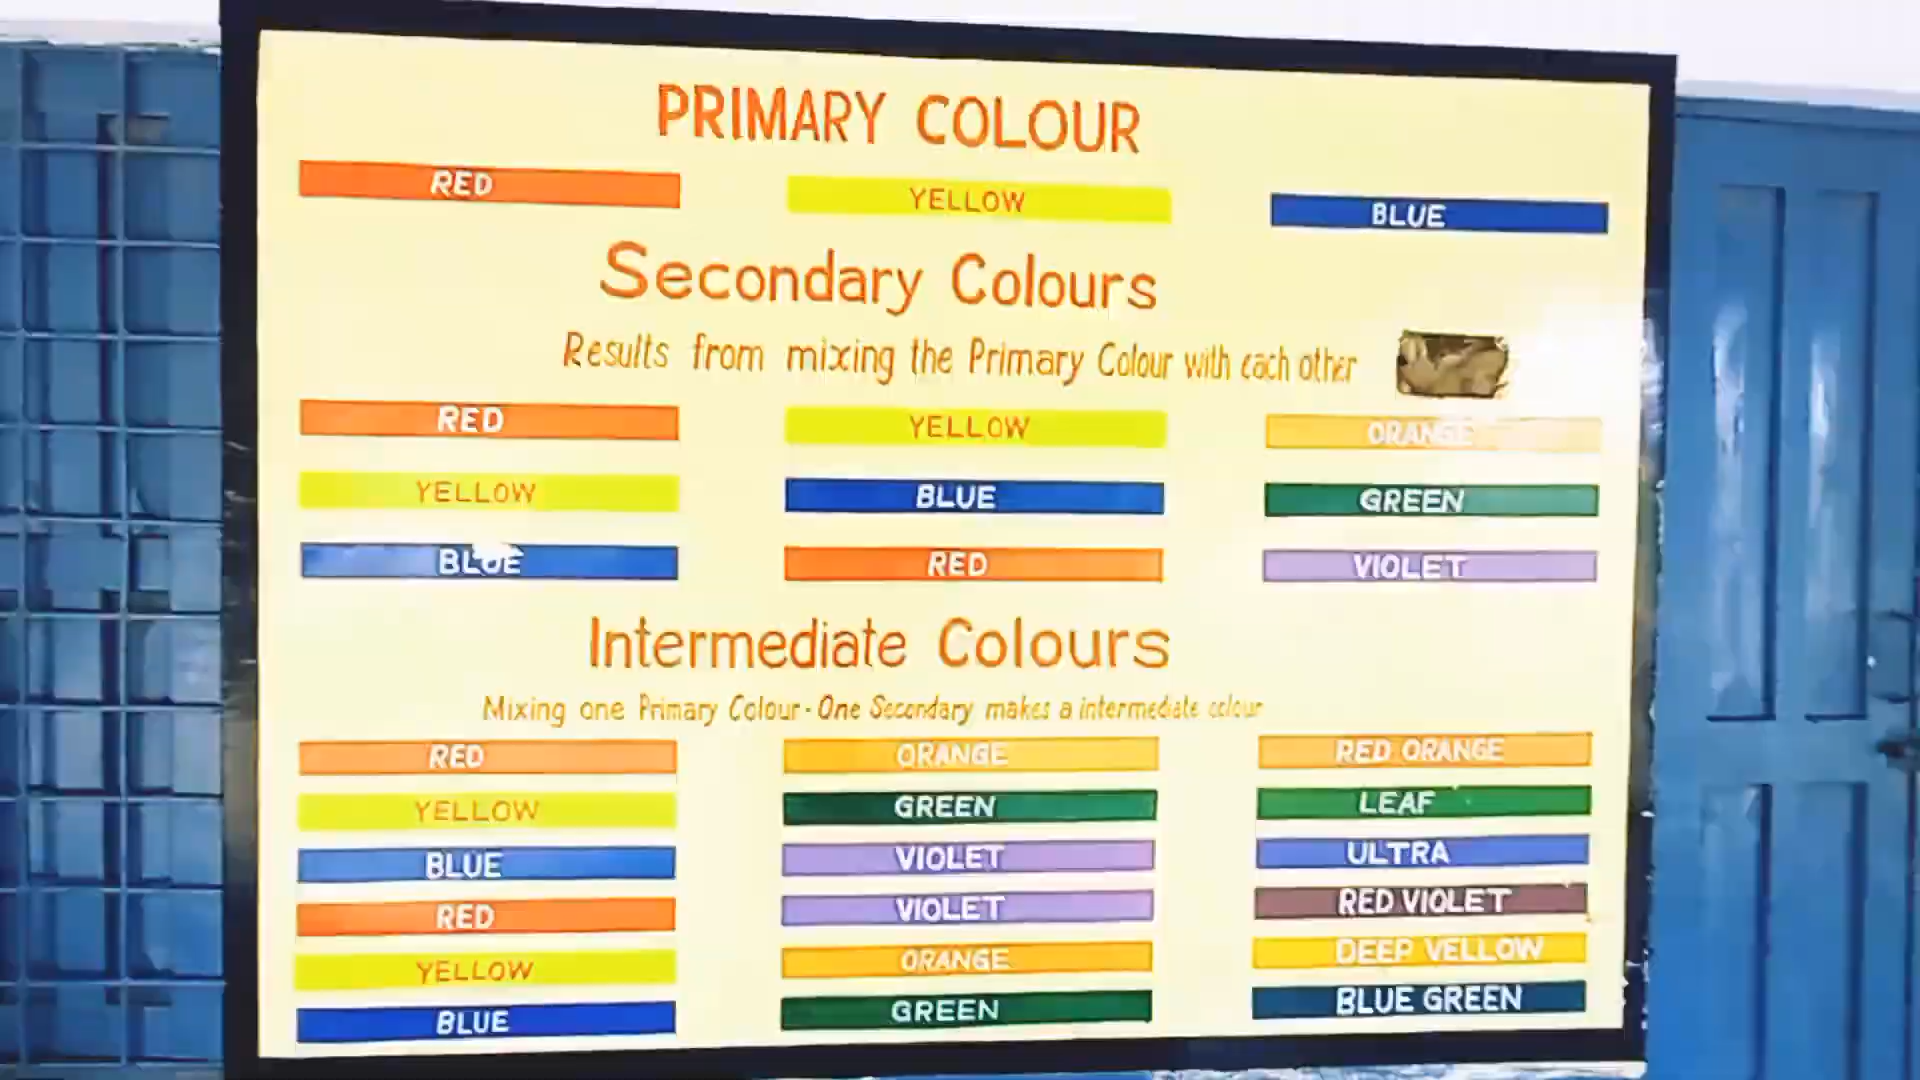 PRIMARY COLOUR
RED YELLOW BLUE
Secondary Colours
Results from mixing the Primary Colour with each other
RED YELLOW ORANGE
YELLOW BLUE GREEN
BLUE RED VIOLET
Intermediate Colours
Mixing one Primary Colour - One Secondary makes a intermediate colour
RED ORANGE RED ORANGE
YELLOW GREEN LEAF
BLUE VIOLET ULTRA
RED VIOLET RED VIOLET
YELLOW ORANGE DEEP YELLOW
BLUE GREEN BLUE GREEN